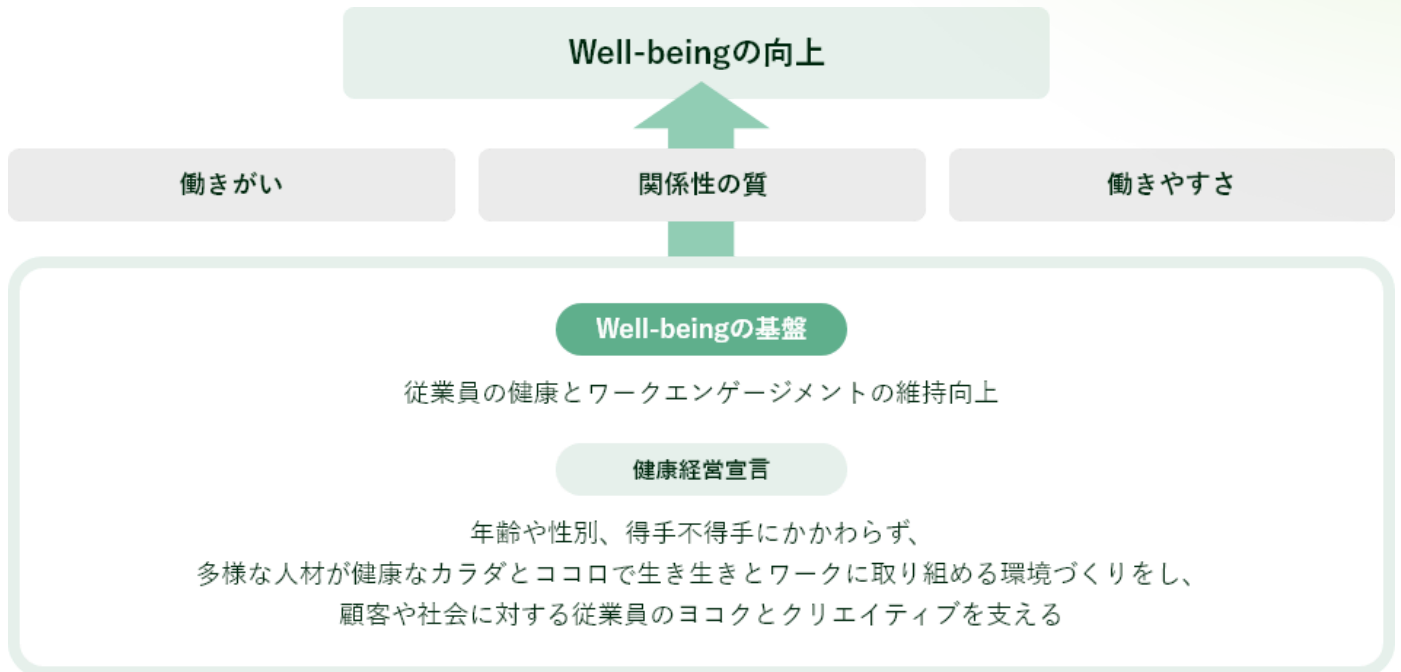 Well-beingの向上
働きがい
関係性の質
働きやすさ
Well-beingの基盤
従業員の健康とワークエンゲージメントの維持向上
健康経営宣言
年齢や性別、得手不得手にかかわらず、
多様な人材が健康なカラダとココロで生き生きとワークに取り組める環境づくりをし、
顧客や社会に対する従業員のヨコクとクリエイティブを支える